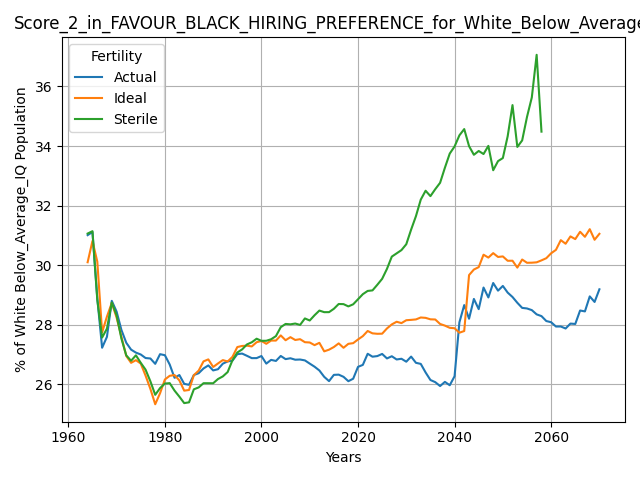 Score_2_in_FAVOUR_BLACK_HIRING_PREFERENCE_for_White_Below_Average
% of White Below_Average_IQ Population
Fertility
Actual
Ideal
Sterile
36
34
32
30
28
26
1960
1980
2000
2020
2040
2060
Years